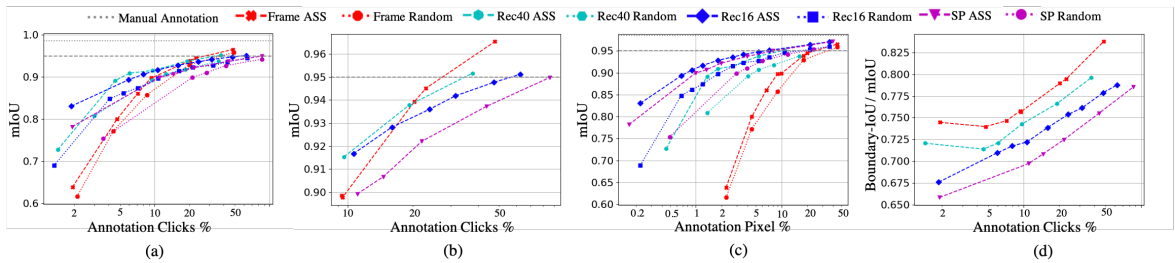 Manual Annotation Frame ASS Frame Random Rec40 ASS Rec40 Random Rec16 ASS Rec16 Random SP ASS SP Random
mIoU
1.0
0.9
0.8
0.7
0.6
2 5 10 20 50
Annotation Clicks %
(a)
mIoU
0.96
0.95
0.94
0.93
0.92
0.91
0.90
10 20 50
Annotation Clicks %
(b)
mIoU
0.95
0.90
0.85
0.80
0.75
0.70
0.65
0.60
0.2 0.5 1 2 5 10 20 50
Annotation Pixel %
(c)
Boundary-IoU / mIoU
0.825
0.800
0.775
0.750
0.725
0.700
0.675
0.650
2 5 10 20 50
Annotation Clicks %
(d)